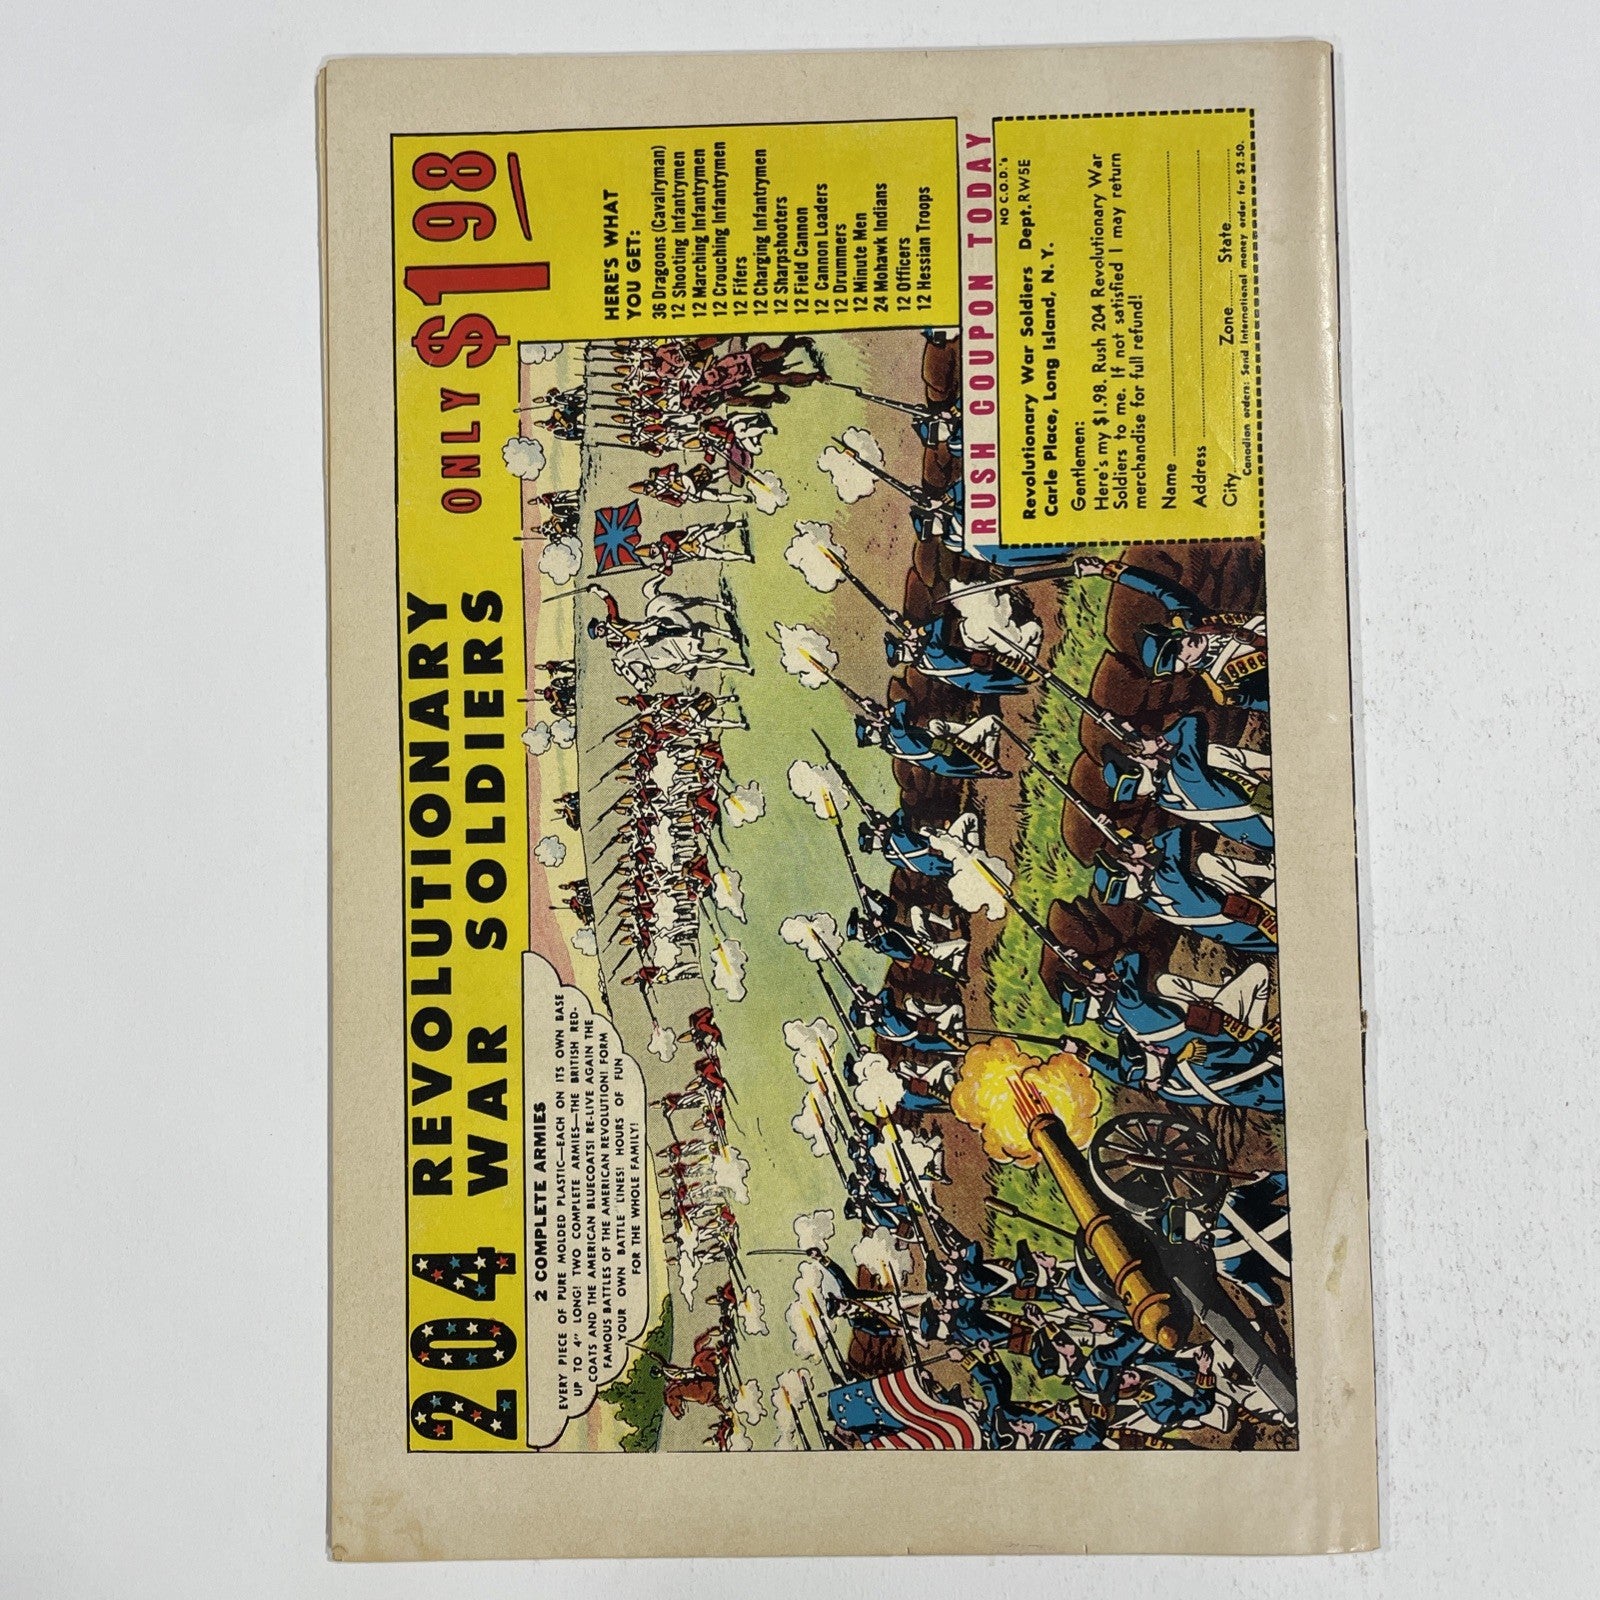 204 REVOLUTIONARY
WAR SOLDIERS
ONLY $1 98
2 COMPLETE ARMIES
EVERY PIECE OF PURE MOLDED PLASTIC—EACH ON ITS OWN BASE
UP TO 4" LONG! TWO COMPLETE ARMIES—THE BRITISH RED-
COATS AND THE AMERICAN BLUECOATS! RE-LIVE AGAIN THE
FAMOUS BATTLES OF THE AMERICAN REVOLUTION! FORM
YOUR OWN BATTLE LINES! HOURS OF FUN
FOR THE WHOLE FAMILY!
HERE'S WHAT
YOU GET:
36 Dragoons (Cavalryman)
12 Shooting Infantrymen
12 Marching Infantrymen
12 Crouching Infantrymen
12 Fifers
12 Charging Infantrymen
12 Sharpshooters
12 Field Cannon
12 Cannon Loaders
12 Drummers
12 Minute Men
24 Mohawk Indians
12 Officers
12 Hessian Troops
RUSH COUPON TODAY
NO C.O.D.'s
Revolutionary War Soldiers Dept. RW5E
Carle Place, Long Island, N. Y.
Gentlemen:
Here's my $1.98. Rush 204 Revolutionary War
Soldiers to me. If not satisfied I may return
merchandise for full refund!
Name
Address
City Zone State
Canadian orders: Send International money order for $2.50.